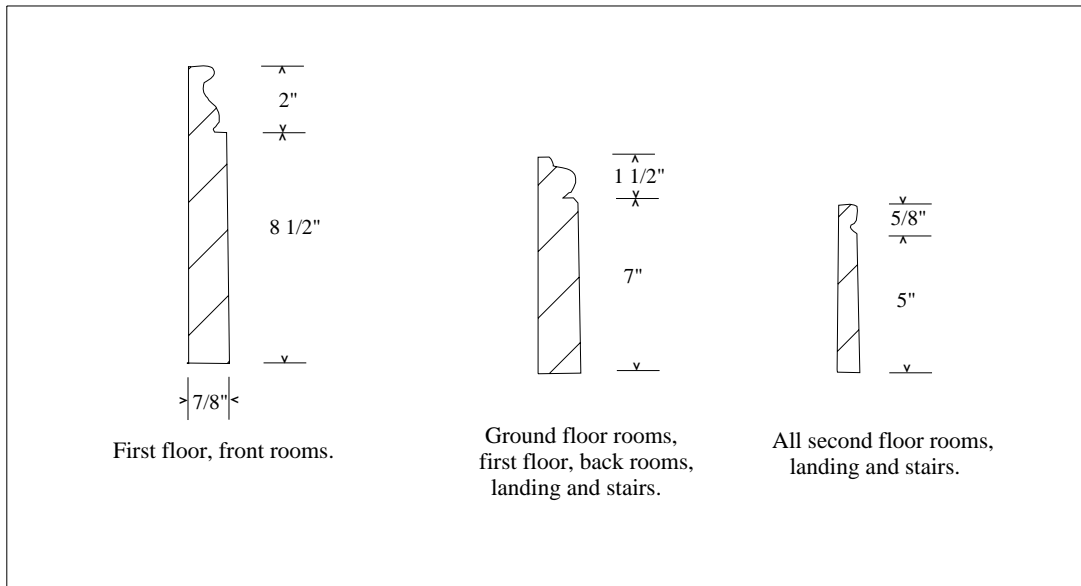 2"
8 1/2"
7/8"
First floor, front rooms.
1 1/2"
7"
Ground floor rooms,
first floor, back rooms,
landing and stairs.
5/8"
5"
All second floor rooms,
landing and stairs.